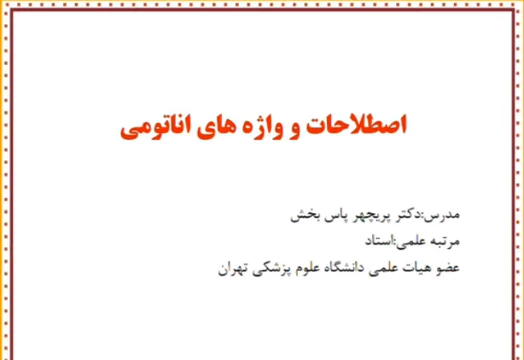 اصطلاحات و واژه های اناتومی
مدرس:دکتر پریچهر پاس بخش
مرتبه علمی:استاد
عضو هیات علمی دانشگاه علوم پزشکی تهران